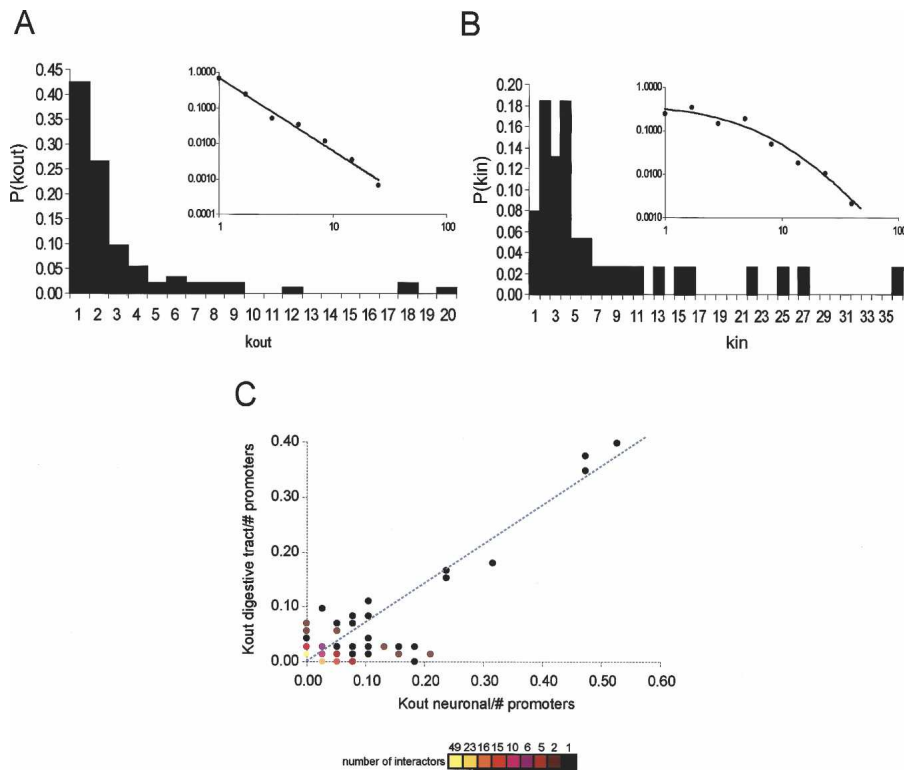 A
0.45
0.40
0.35
0.30
0.25
0.20
0.15
0.10
0.05
0.00
P(kout)
1 2 3 4 5 6 7 8 9 10 11 12 13 14 15 16 17 18 19 20
kout
1.0000
0.1000
0.0100
0.0010
0.0001
1 10 100
B
0.20
0.18
0.16
0.14
0.12
0.10
0.08
0.06
0.04
0.02
0.00
P(kin)
1 3 5 7 9 11 13 15 17 19 21 23 25 27 29 31 33 35
kin
1.0000
0.1000
0.0100
0.0010
1 10 100
C
0.40
0.30
0.20
0.10
0.00
Kout digestive tract/# promoters
0.00 0.10 0.20 0.30 0.40 0.50 0.60
Kout neuronal/# promoters
49 23 16 15 10 6 5 2 1
number of interactors